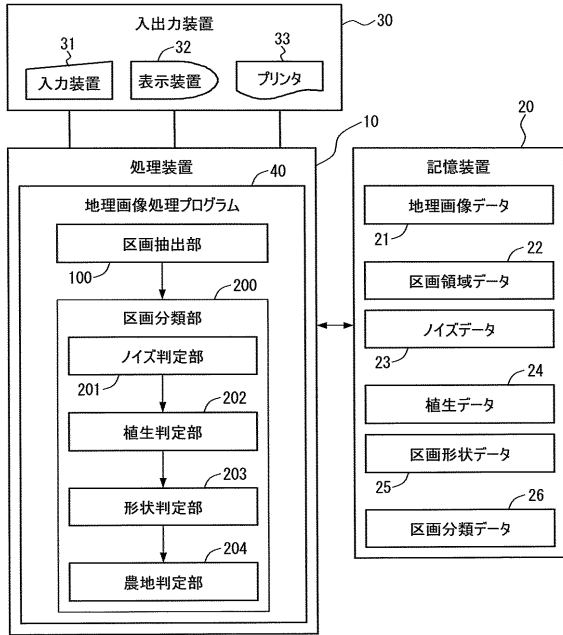 入出力装置
30
31
32
33
入力装置
表示装置
プリンタ
10
20
処理装置
記憶装置
40
地理画像処理プログラム
地理画像データ
21
区画抽出部
100
22
区画領域データ
200
区画分類部
ノイズデータ
23
ノイズ判定部
201
24
植生データ
202
植生判定部
区画形状データ
25
203
形状判定部
26
区画分類データ
204
農地判定部